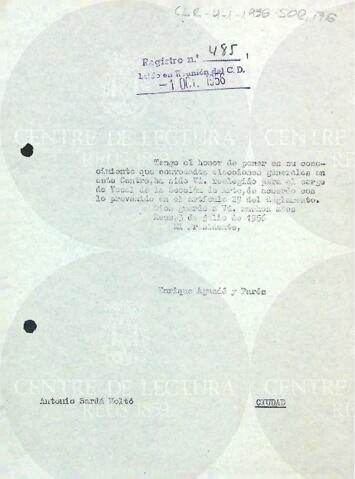 CLR-4-1-1956-SOR,176
Registro n.º 485
Leído en Reunión del C.D.
-1 OCT. 1956
Tengo el honor de poner en su cono-
cimiento que convocadas elecciones generales en
este Centro, ha sido Vd. reelegido para el cargo
de Vocal de la Sección de Arte, de acuerdo con
lo prevenido en el artículo 29 del Reglamento.
Dios guarde a Vd. muchos años
Reus, 3 de julio de 1956
El Presidente,
Enrique Aguadé y Parés
CENTRE DE LECTURA
REUS 1859
Antonio Sardá Moltó
CIUDAD